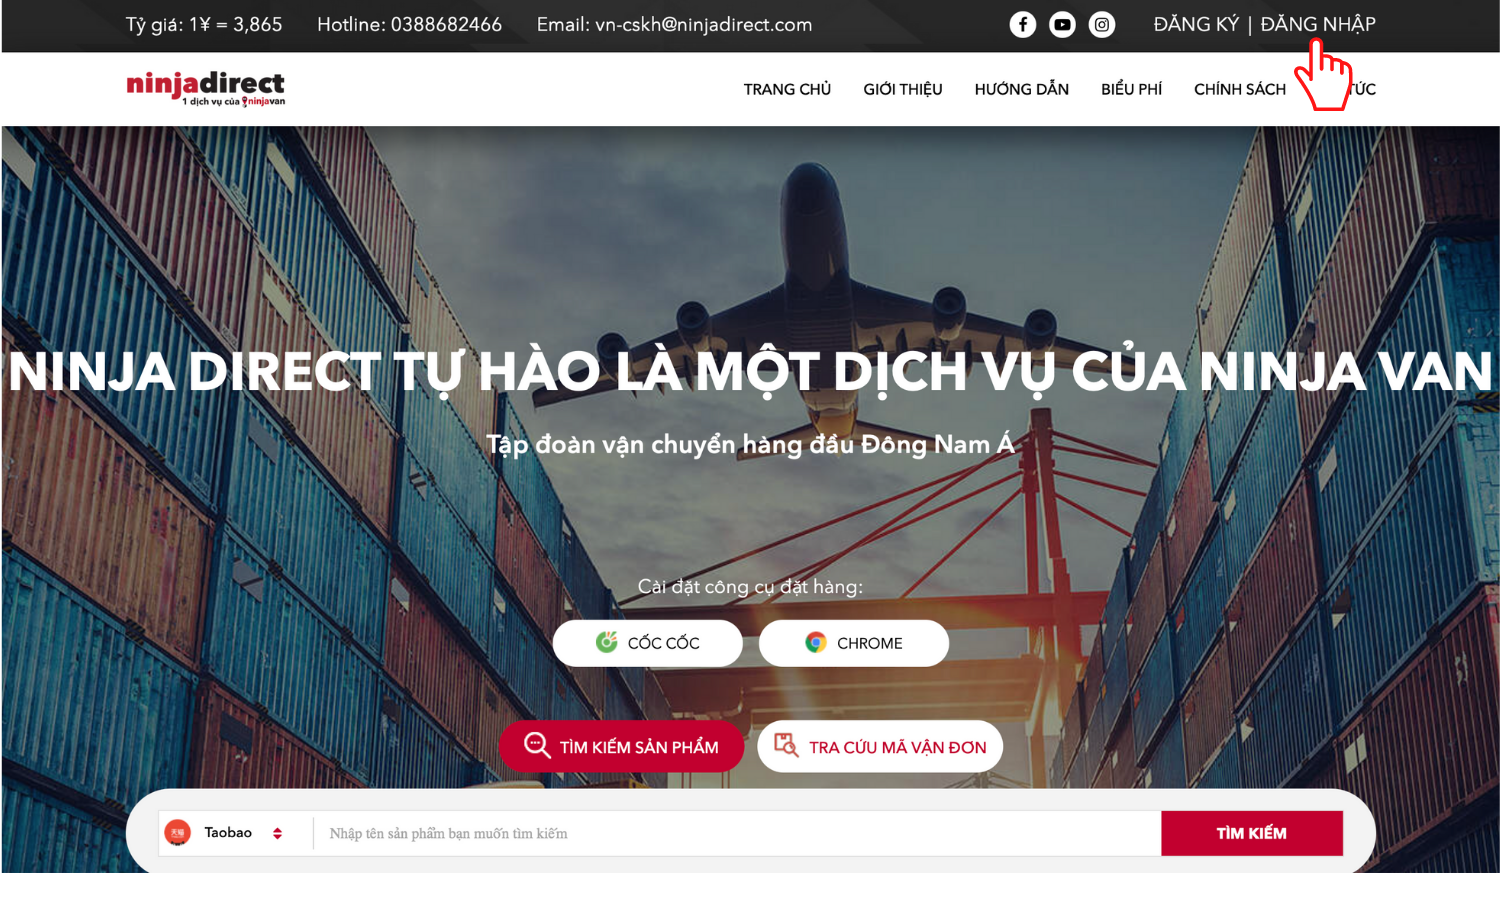 Tỷ giá: 1¥ = 3,865 Hotline: 0388682466 Email: vn-cskh@ninjadirect.com ĐĂNG KÝ | ĐĂNG NHẬP
ninjadirect
1 dịch vụ của ninjavan
TRANG CHỦ GIỚI THIỆU HƯỚNG DẪN BIỂU PHÍ CHÍNH SÁCH TỨC
NINJA DIRECT TỰ HÀO LÀ MỘT DỊCH VỤ CỦA NINJA VAN
Tập đoàn vận chuyển hàng đầu Đông Nam Á
Cài đặt công cụ đặt hàng:
CỐC CỐC CHROME
TÌM KIẾM SẢN PHẨM TRA CỨU MÃ VẬN ĐƠN
天猫 Taobao Nhập tên sản phẩm bạn muốn tìm kiếm TÌM KIẾM